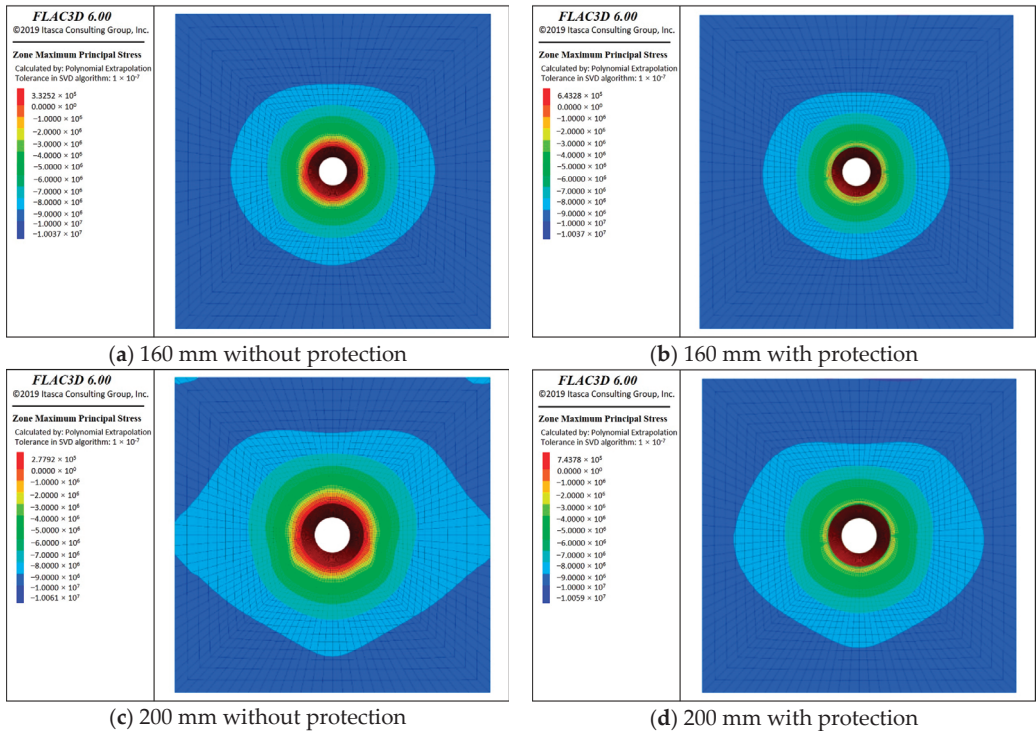 FLAC3D 6.00
©2019 Itasca Consulting Group, Inc.
Zone Maximum Principal Stress
Calculated by: Polynomial Extrapolation
Tolerance in SVD algorithm: 1 × 10⁻⁷
3.3252 × 10⁵
0.0000 × 10⁰
−1.0000 × 10⁶
−2.0000 × 10⁶
−3.0000 × 10⁶
−4.0000 × 10⁶
−5.0000 × 10⁶
−6.0000 × 10⁶
−7.0000 × 10⁶
−8.0000 × 10⁶
−9.0000 × 10⁶
−1.0000 × 10⁷
−1.0037 × 10⁷
(a) 160 mm without protection
FLAC3D 6.00
©2019 Itasca Consulting Group, Inc.
Zone Maximum Principal Stress
Calculated by: Polynomial Extrapolation
Tolerance in SVD algorithm: 1 × 10⁻⁷
6.4328 × 10⁵
0.0000 × 10⁰
−1.0000 × 10⁶
−2.0000 × 10⁶
−3.0000 × 10⁶
−4.0000 × 10⁶
−5.0000 × 10⁶
−6.0000 × 10⁶
−7.0000 × 10⁶
−8.0000 × 10⁶
−9.0000 × 10⁶
−1.0000 × 10⁷
−1.0037 × 10⁷
(b) 160 mm with protection
FLAC3D 6.00
©2019 Itasca Consulting Group, Inc.
Zone Maximum Principal Stress
Calculated by: Polynomial Extrapolation
Tolerance in SVD algorithm: 1 × 10⁻⁷
2.7792 × 10⁵
0.0000 × 10⁰
−1.0000 × 10⁶
−2.0000 × 10⁶
−3.0000 × 10⁶
−4.0000 × 10⁶
−5.0000 × 10⁶
−6.0000 × 10⁶
−7.0000 × 10⁶
−8.0000 × 10⁶
−9.0000 × 10⁶
−1.0000 × 10⁷
−1.0061 × 10⁷
(c) 200 mm without protection
FLAC3D 6.00
©2019 Itasca Consulting Group, Inc.
Zone Maximum Principal Stress
Calculated by: Polynomial Extrapolation
Tolerance in SVD algorithm: 1 × 10⁻⁷
7.4378 × 10⁵
0.0000 × 10⁰
−1.0000 × 10⁶
−2.0000 × 10⁶
−3.0000 × 10⁶
−4.0000 × 10⁶
−5.0000 × 10⁶
−6.0000 × 10⁶
−7.0000 × 10⁶
−8.0000 × 10⁶
−9.0000 × 10⁶
−1.0000 × 10⁷
−1.0059 × 10⁷
(d) 200 mm with protection